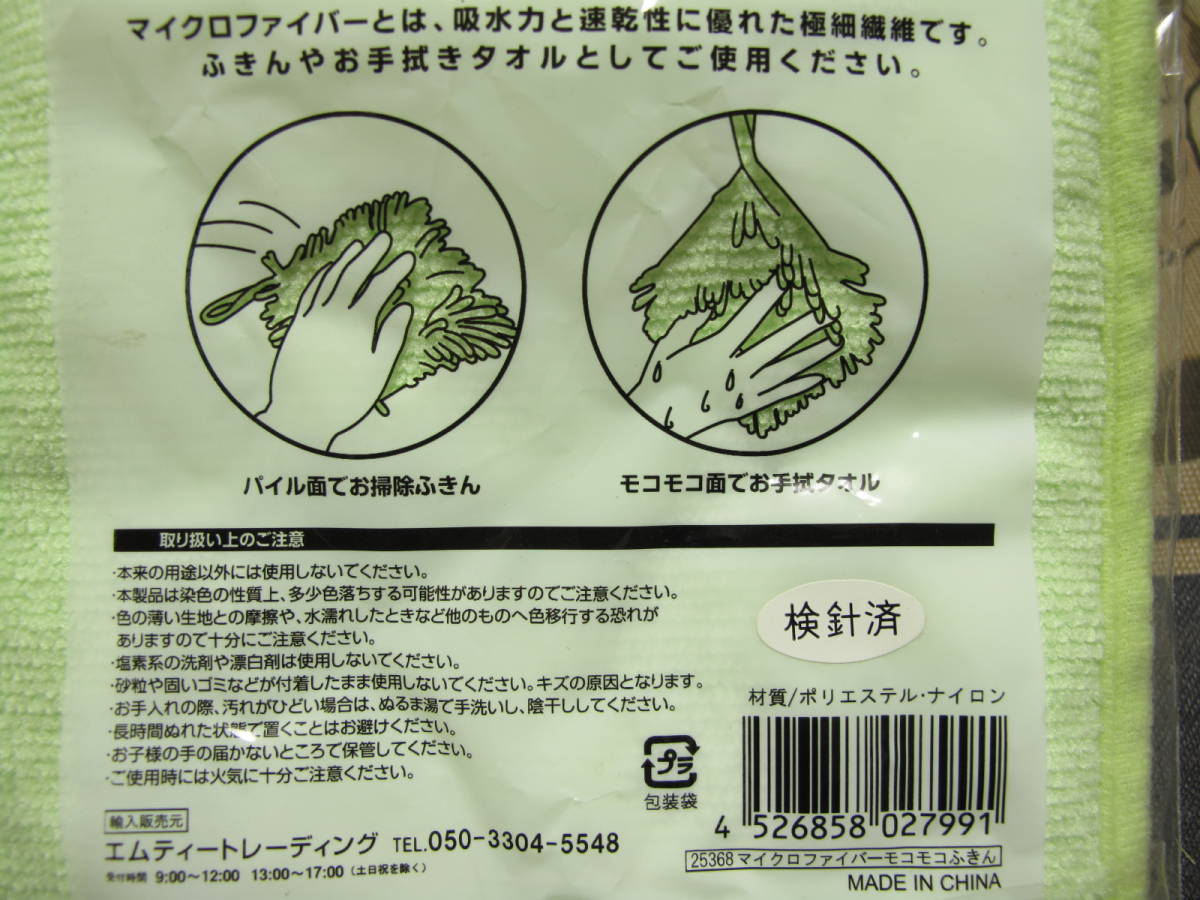 マイクロファイバーとは、吸水力と速乾性に優れた極細繊維です。
ふきんやお手拭きタオルとしてご使用ください。
パイル面でお掃除ふきん
モコモコ面でお手拭タオル
取り扱い上のご注意
・本来の用途以外には使用しないでください。
・本製品は染色の性質上、多少色落ちする可能性がありますのでご注意ください。
・色の薄い生地との摩擦や、水濡れしたときなど他のものへ色移行する恐れが
ありますので十分にご注意ください。
・塩素系の洗剤や漂白剤は使用しないでください。
・砂粒や固いゴミなどが付着したまま使用しないでください。キズの原因となります。
・お手入れの際、汚れがひどい場合は、ぬるま湯で手洗いし、陰干ししてください。
・長時間ぬれた状態で置くことはお避けください。
・お子様の手の届かないところで保管してください。
・ご使用時には火気に十分ご注意ください。
検針済
材質/ポリエステル・ナイロン
プラ
包装袋
4 526858 027991
25368マイクロファイバーモコモコふきん
MADE IN CHINA
輸入販売元
エムティートレーディング TEL.050-3304-5548
受付時間 9:00~12:00 13:00~17:00（土日祝を除く）